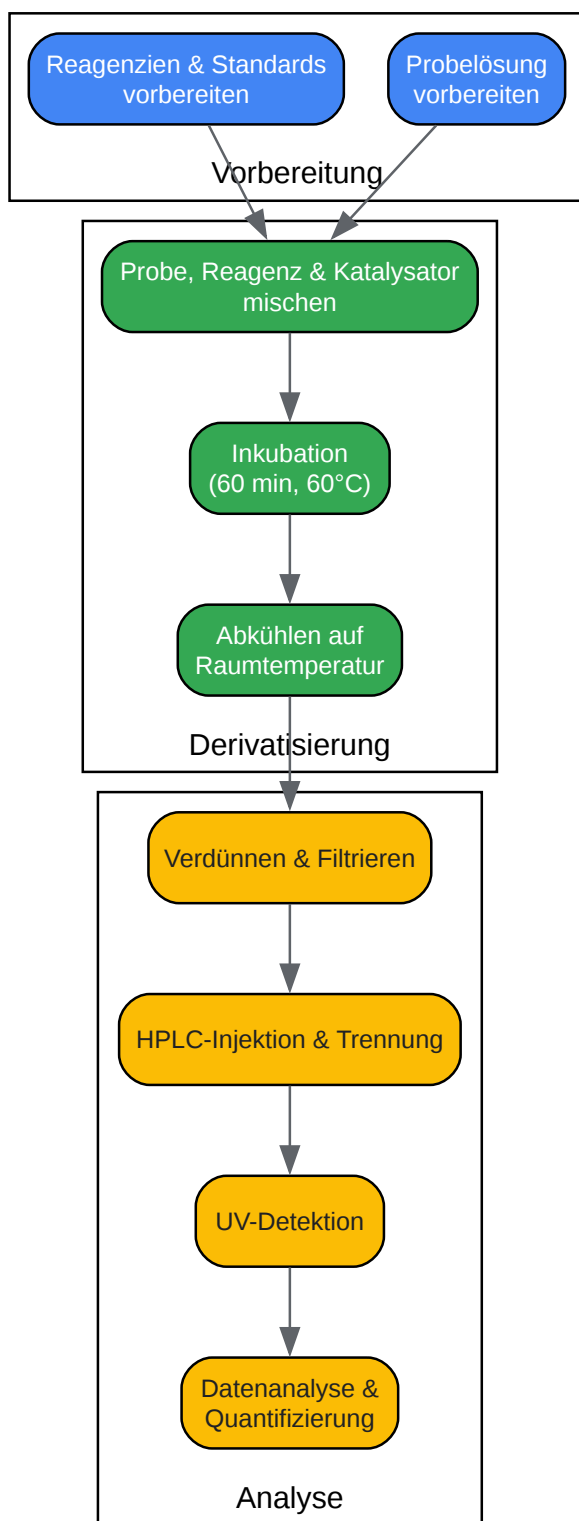 Reagenzien & Standards
vorbereiten
Probelösung
vorbereiten
Vorbereitung
Probe, Reagenz & Katalysator
mischen
Inkubation
(60 min, 60°C)
Abkühlen auf
Raumtemperatur
Derivatisierung
Verdünnen & Filtrieren
HPLC-Injektion & Trennung
UV-Detektion
Datenanalyse &
Quantifizierung
Analyse